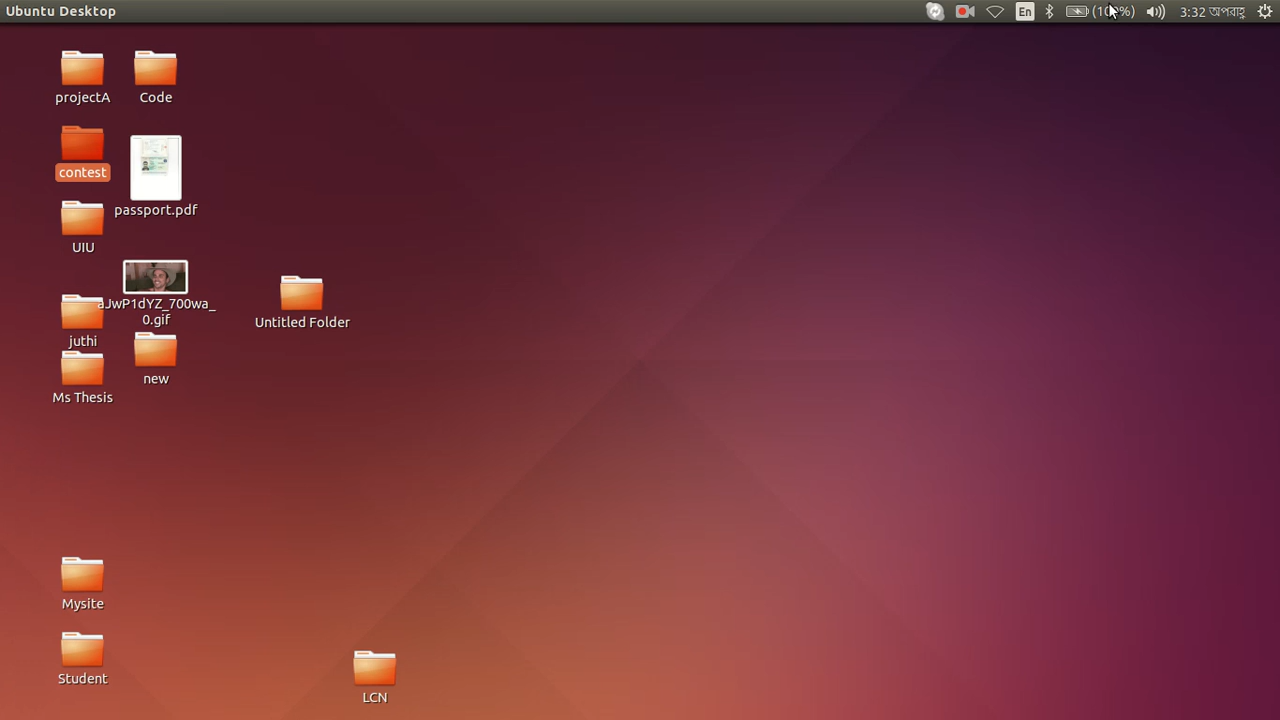 Ubuntu Desktop
En
(100%)
3:32 অপরাহ্ণ
projectA
Code
contest
passport.pdf
UIU
aJwP1dYZ_700wa_
0.gif
Untitled Folder
juthi
new
Ms Thesis
Mysite
Student
LCN